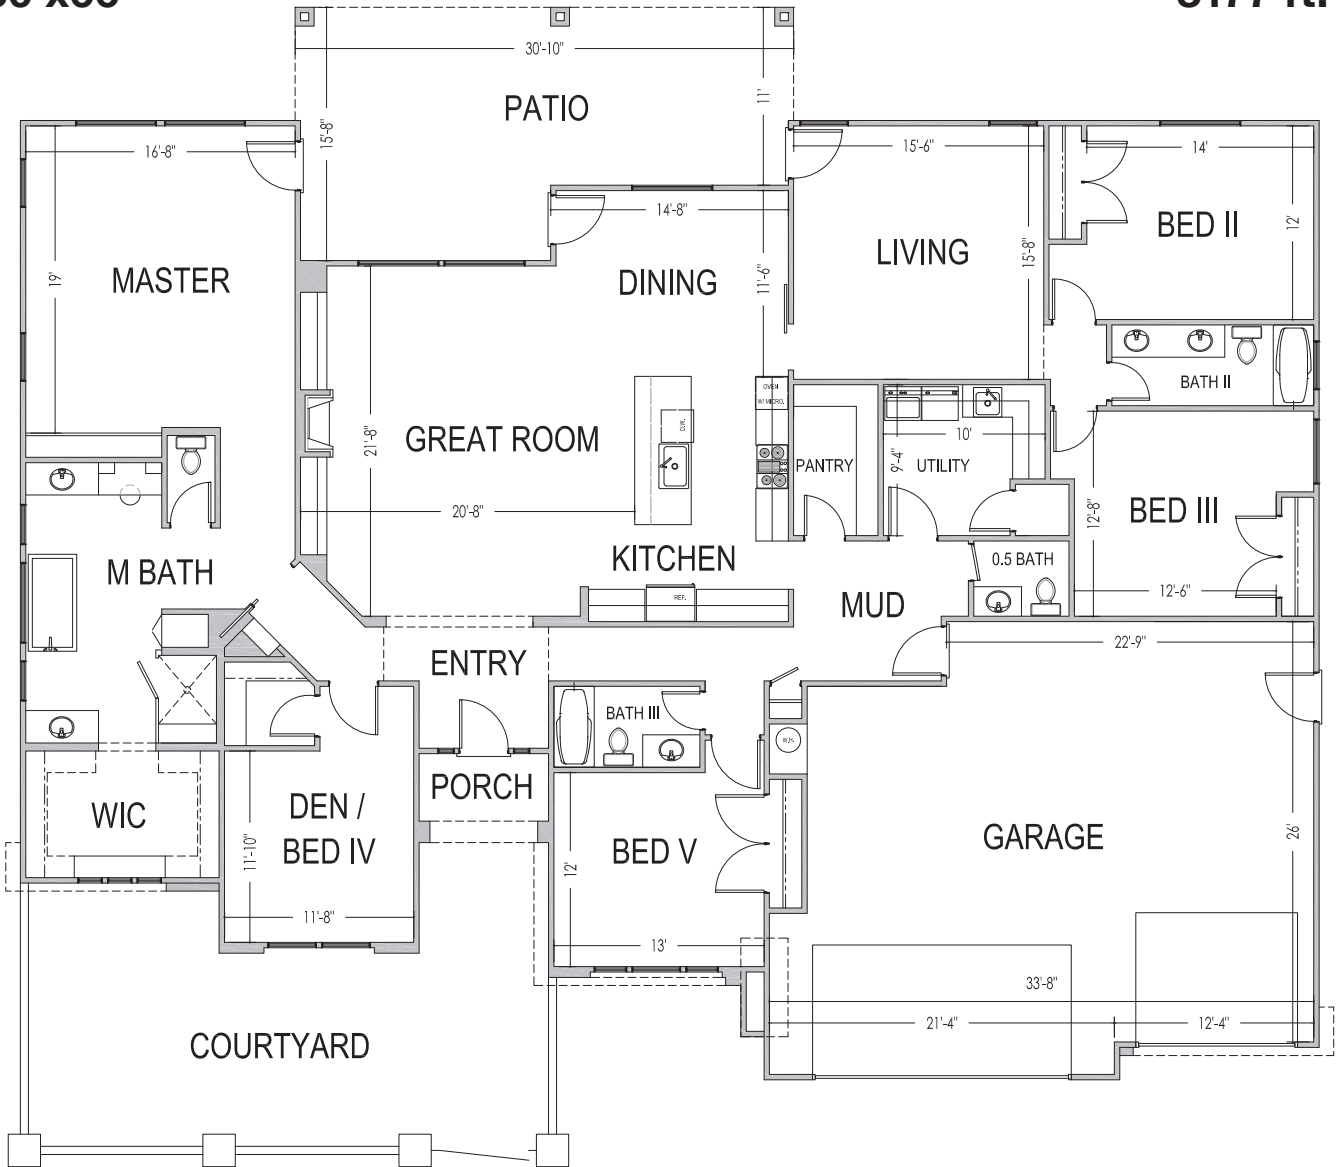 30'-10"
PATIO
11'
15'-8"
16'-8"
15'-6"
14'
14'-8"
BED II
12'
LIVING
15'-8"
MASTER
19'
DINING
11'-6"
BATH II
OVEN
W/ MICRO.
D.W.
GREAT ROOM
21'-8"
10'
9'-4"
PANTRY
UTILITY
20'-8"
BED III
12'-8"
KITCHEN
0.5 BATH
M BATH
12'-6"
REF.
MUD
22'-9"
ENTRY
BATH III
W.H.
PORCH
WIC
DEN /
BED IV
11'-10"
BED V
12'
GARAGE
26'
11'-8"
13'
33'-8"
21'-4"
12'-4"
COURTYARD